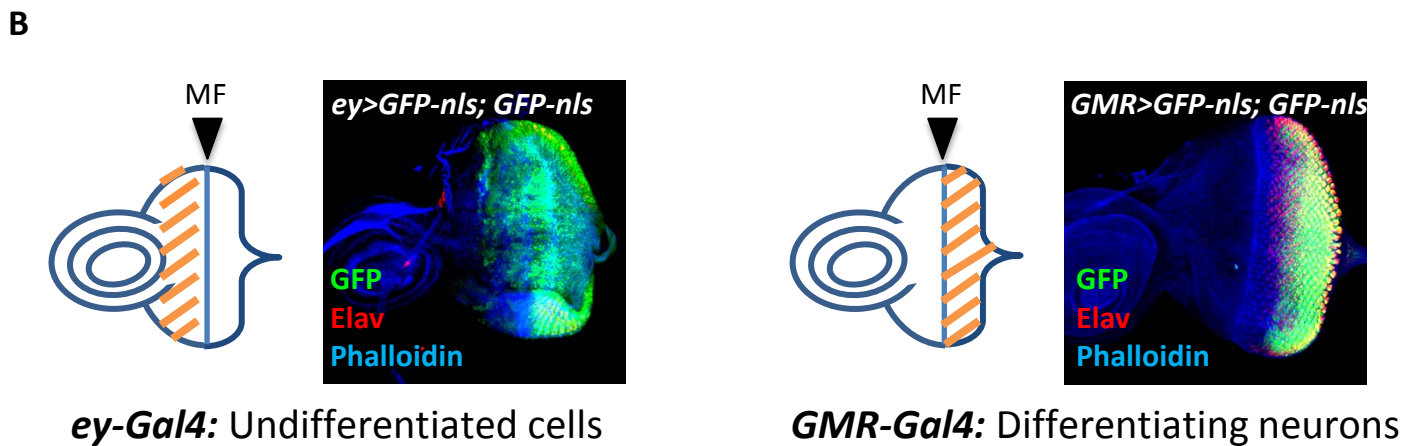 B
MF
ey>GFP-nls; GFP-nls
GFP
Elav
Phalloidin
ey-Gal4: Undifferentiated cells
MF
GMR>GFP-nls; GFP-nls
GFP
Elav
Phalloidin
GMR-Gal4: Differentiating neurons